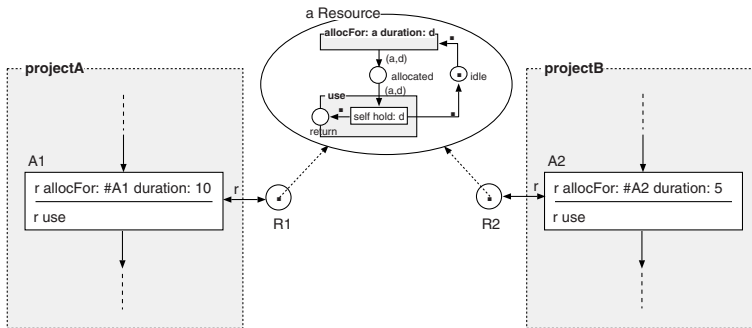 a Resource
allocFor: a duration: d
(a,d)
allocated
idle
(a,d)
use
self hold: d
return
projectA
A1
r allocFor: #A1 duration: 10
r use
r
R1
projectB
A2
r allocFor: #A2 duration: 5
r use
r
R2